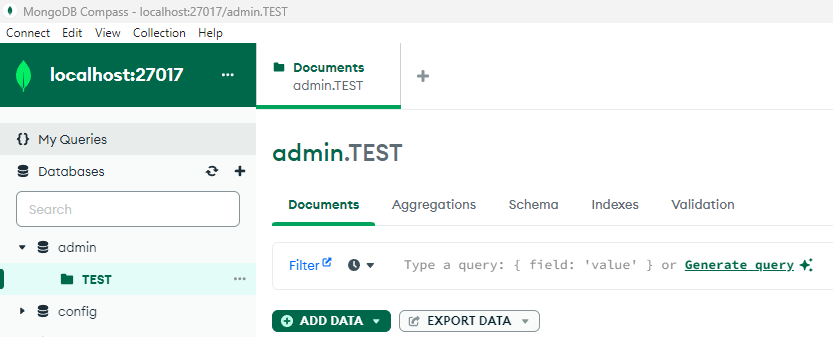 MongoDB Compass - localhost:27017/admin.TEST
Connect Edit View Collection Help
localhost:27017 ...
Documents
admin.TEST
{} My Queries
admin.TEST
Databases
Search
Documents Aggregations Schema Indexes Validation
admin
Filter Type a query: { field: 'value' } or Generate query
TEST ...
config
ADD DATA EXPORT DATA